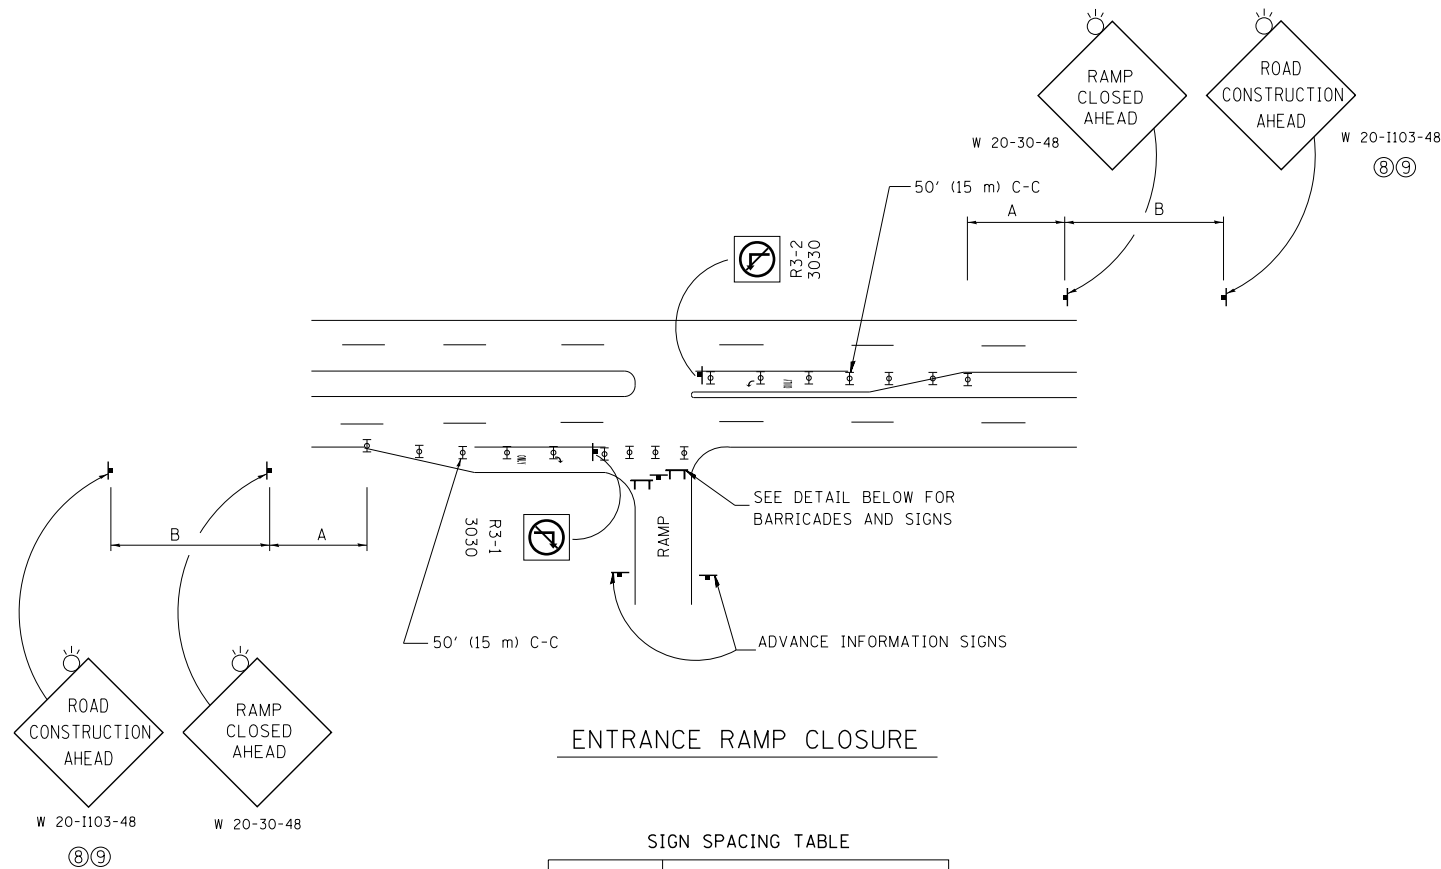 RAMP
CLOSED
AHEAD
W 20-30-48
ROAD
CONSTRUCTION
AHEAD
W 20-I103-48
⑧⑨
50' (15 m) C-C
A
B
R3-2
3030
SEE DETAIL BELOW FOR
BARRICADES AND SIGNS
RAMP
R3-1
3030
B
A
50' (15 m) C-C
ADVANCE INFORMATION SIGNS
ROAD
CONSTRUCTION
AHEAD
W 20-I103-48
⑧⑨
RAMP
CLOSED
AHEAD
W 20-30-48
ENTRANCE RAMP CLOSURE
SIGN SPACING TABLE